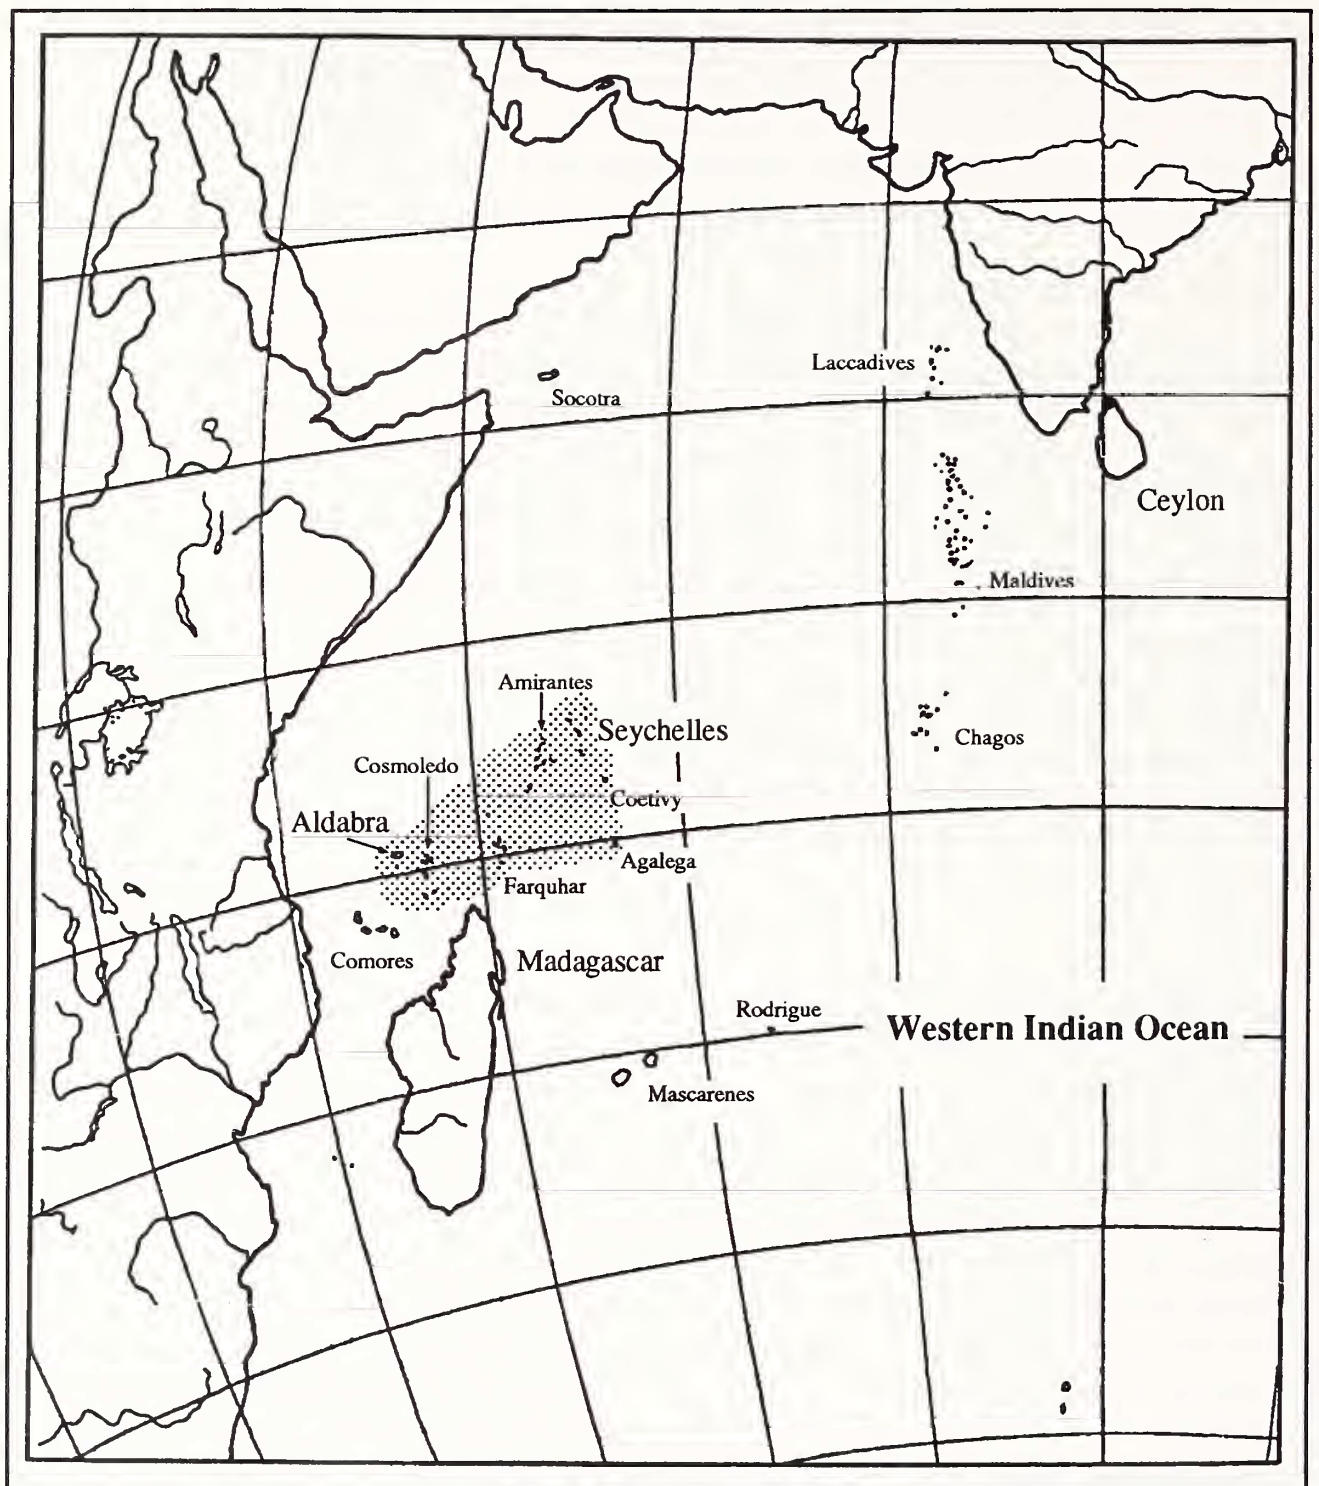 Laccadives
Socotra
Ceylon
Maldives
Amirantes
Seychelles
Chagos
Cosmoledo
Coetivy
Aldabra
Agalega
Farquhar
Comores
Madagascar
Rodrigue
Western Indian Ocean
Mascarenes